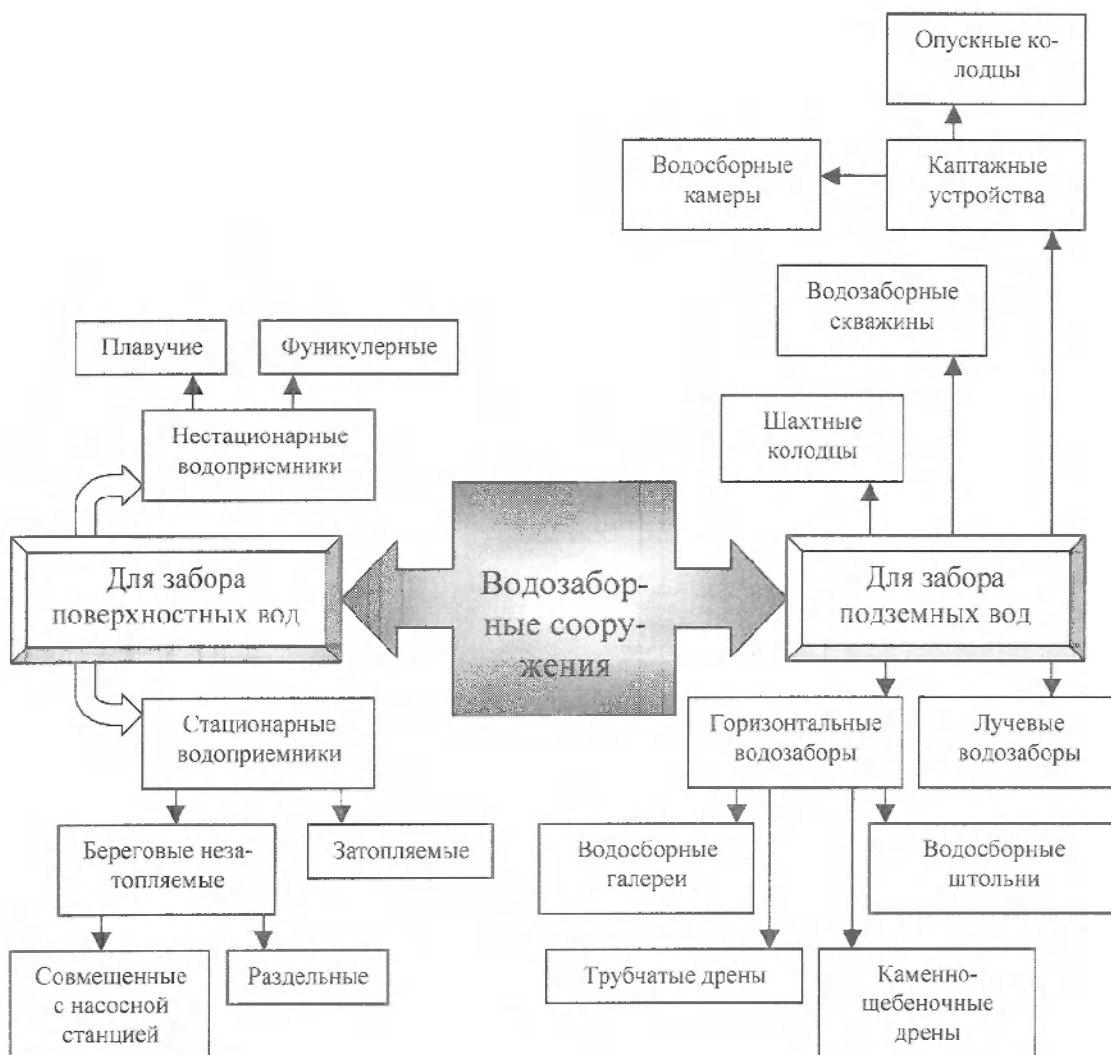 Опускные ко-
лодцы
Водосборные
камеры
Каптажные
устройства
Водозаборные
скважины
Плавучие
Фуникулерные
Шахтные
колодцы
Нестационарные
водоприемники
Для забора
поверхностных вод
Водозабор-
ные соору-
жения
Для забора
подземных вод
Стационарные
водоприемники
Горизонтальные
водозаборы
Лучевые
водозаборы
Береговые неза-
топляемые
Затопляемые
Водосборные
галереи
Водосборные
штольни
Совмещенные
с насосной
станцией
Раздельные
Трубчатые дрены
Каменно-
щебеночные
дрены